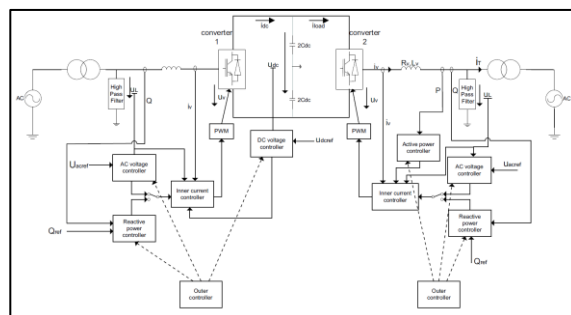 converter
1
Idc
Iload
converter
2
2Cdc
2Cdc
Udc
AC
High
Pass
Filter
Q
UL
iv
Uv
PWM
DC voltage
controller
Udcref
Uacref
AC voltage
controller
Inner current
controller
Reactive
power
controller
Qref
Outer
controller
iv
Rv,Lv
iT
P
Q
High
Pass
Filter
UL
AC
Uv
iv
PWM
Active power
controller
AC voltage
controller
Uacref
Inner current
controller
Reactive
power
controller
Qref
Outer
controller